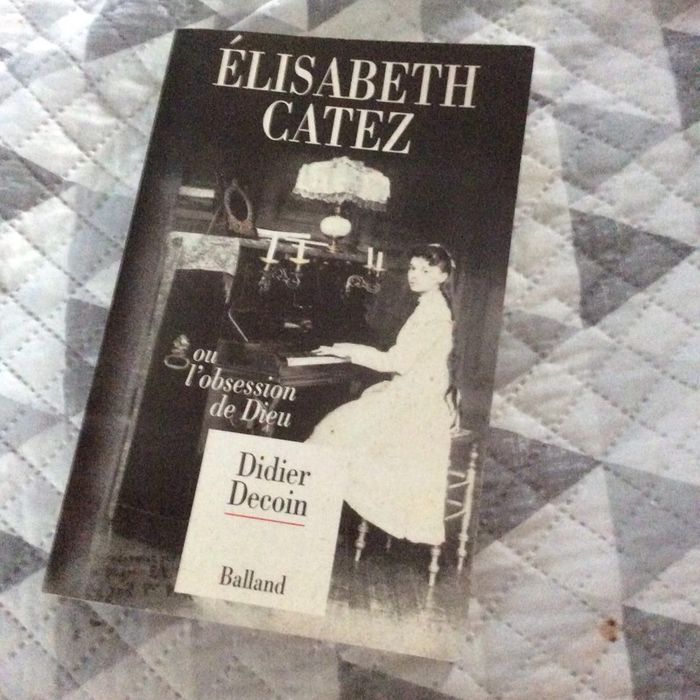 ÉLISABETH
CATEZ
ou
l'obsession
de Dieu
Didier
Decoin
Balland